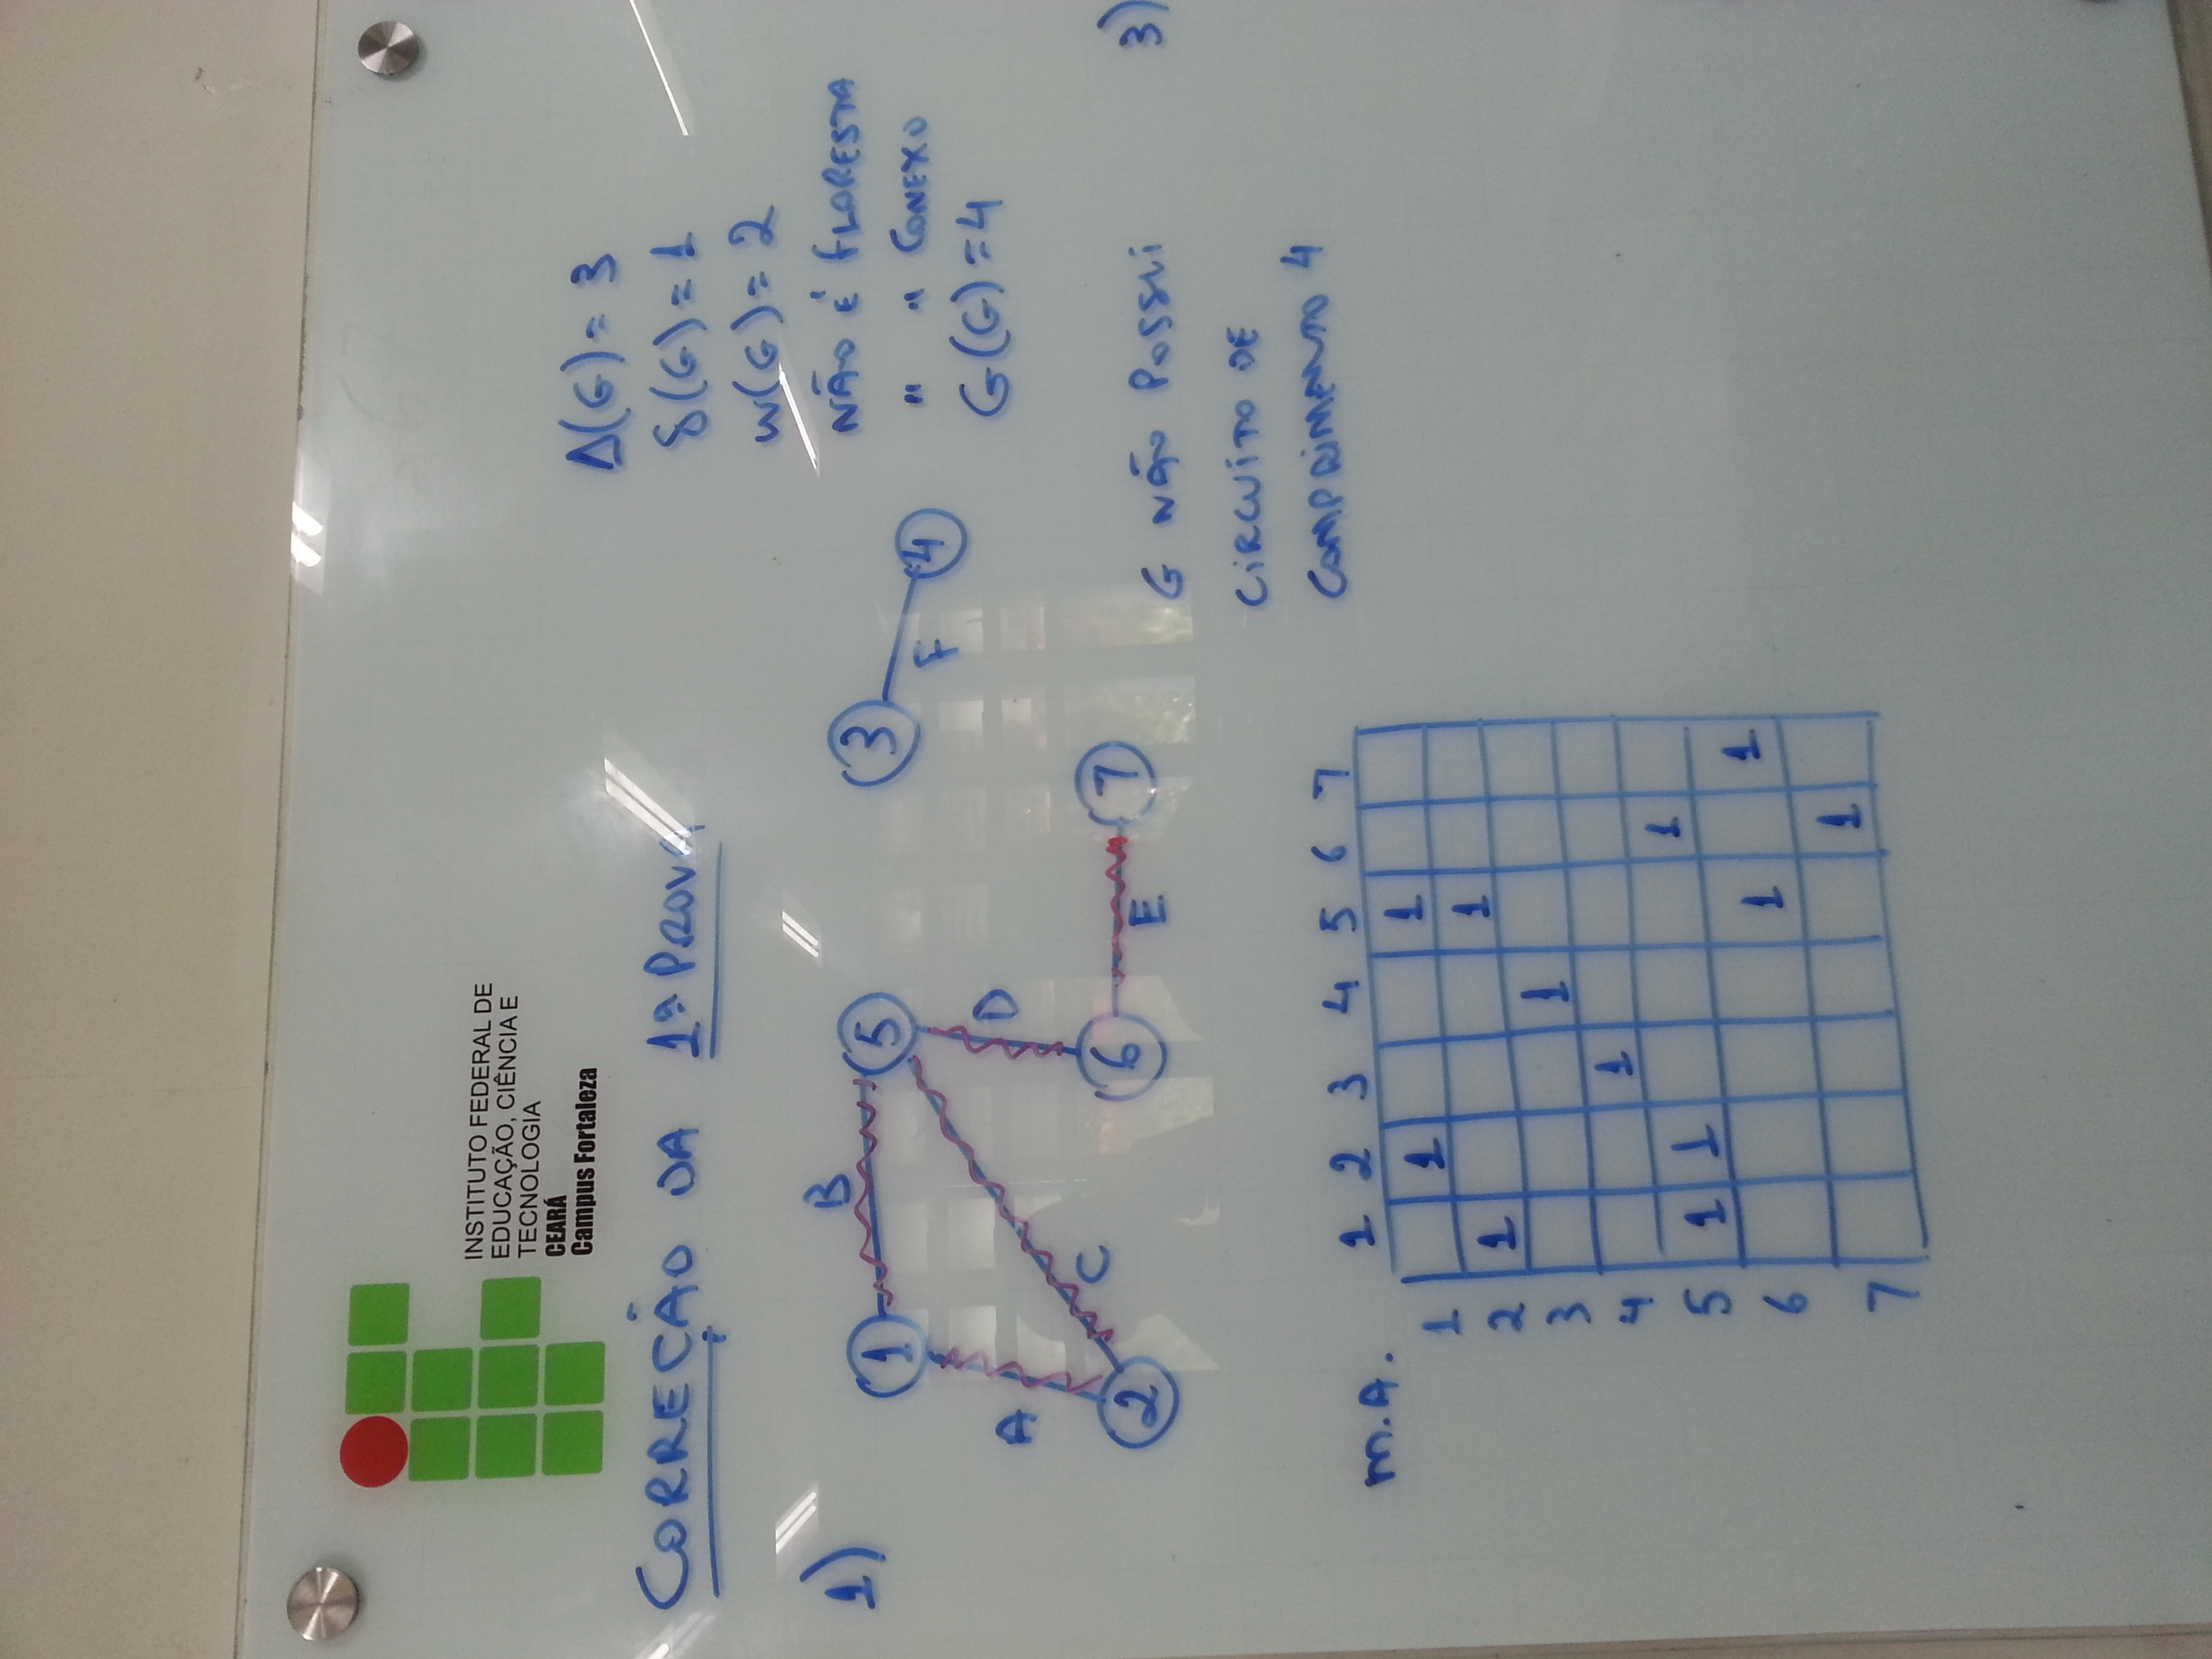 INSTITUTO FEDERAL DE
EDUCAÇÃO, CIÊNCIA E
TECNOLOGIA
CEARÁ
Campus Fortaleza
CORREÇÃO DA 1ª PROVA
Δ(G) = 3
δ(G) = 1
w(G) = 2
NÃO É FLORESTA
" " CONEXO
G(G) = 4
1)
B
1 5 3 4
F
A D
C
2 6 7
E
G NÃO POSSUI
CIRCUITO DE
COMPRIMENTO 4
3)
M.A.
1 2 3 4 5 6 7
1 1 1
2 1 1
3 1
4 1
5 1 1 1
6 1 1
7 1